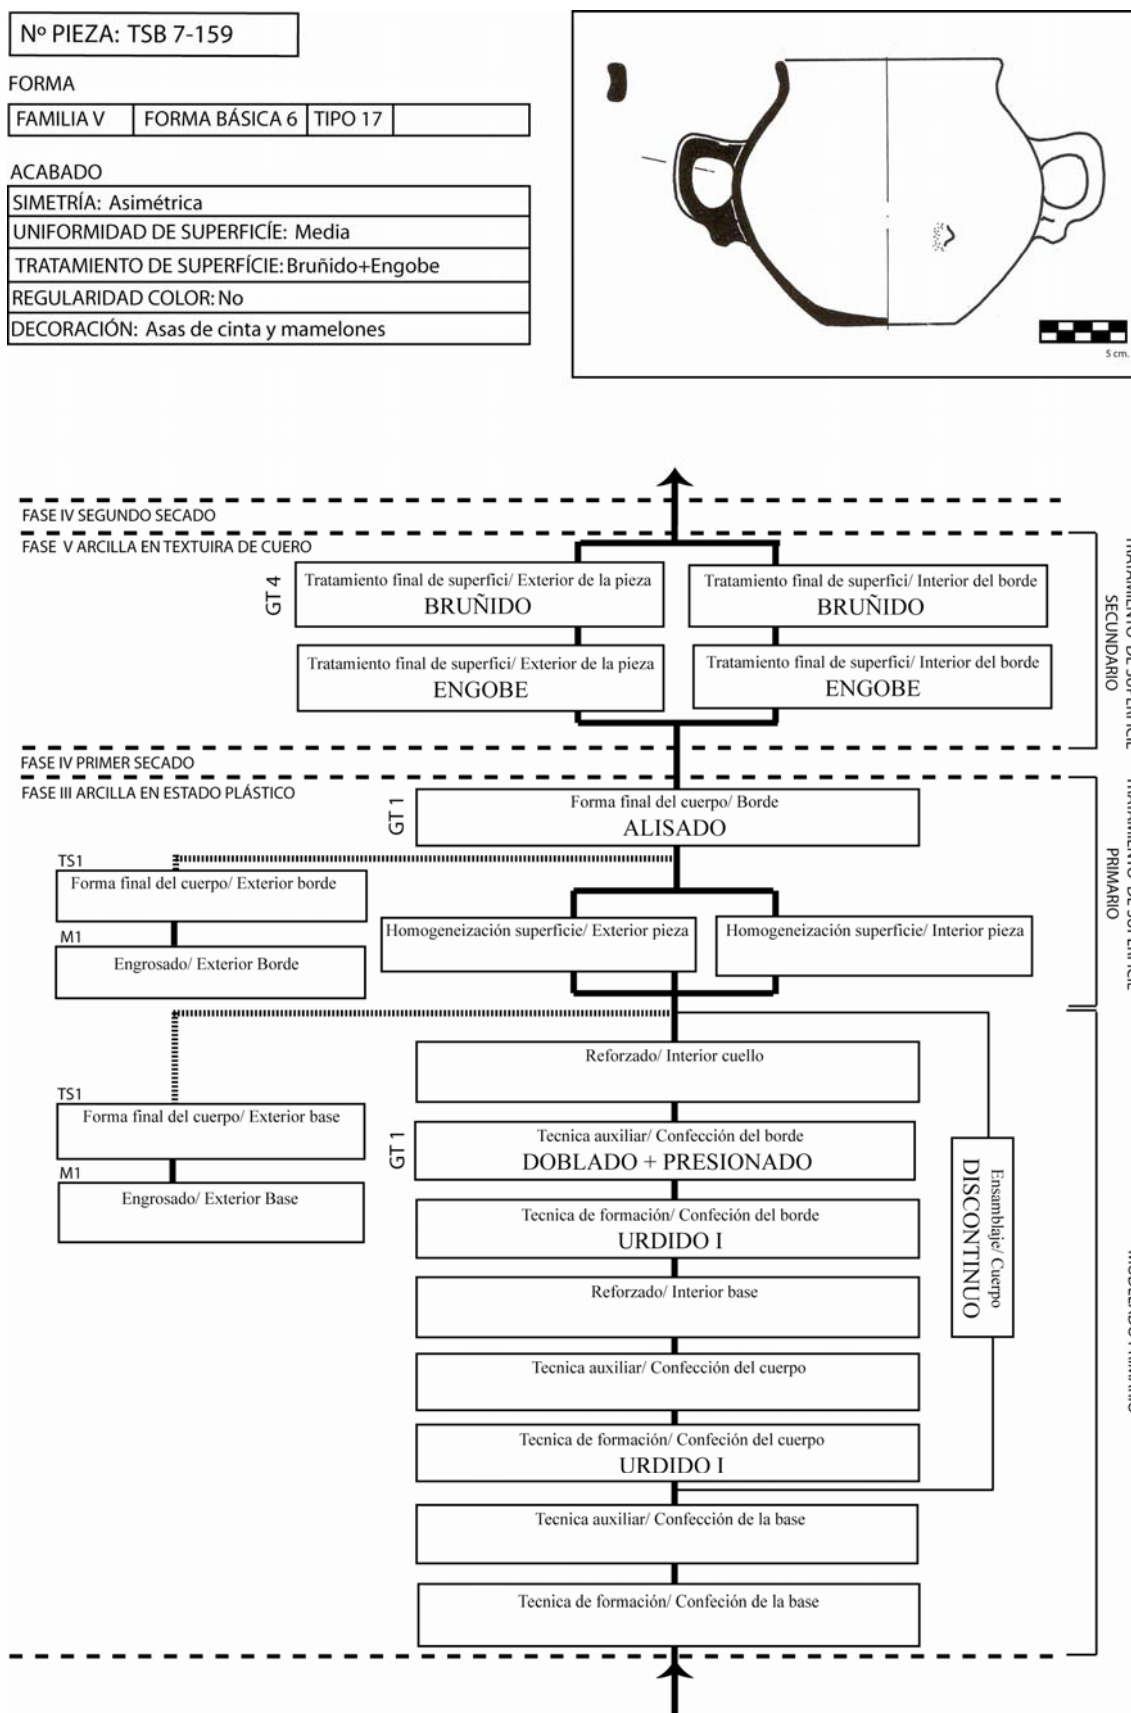 Nº PIEZA: TSB 7-159
FORMA
FAMILIA V FORMA BÁSICA 6 TIPO 17
ACABADO
SIMETRÍA: Asimétrica
UNIFORMIDAD DE SUPERFICÍE: Media
TRATAMIENTO DE SUPERFÍCIE: Bruñido+Engobe
REGULARIDAD COLOR: No
DECORACIÓN: Asas de cinta y mamelones
5 cm.
FASE IV SEGUNDO SECADO
FASE V ARCILLA EN TEXTUIRA DE CUERO
GT 4
Tratamiento final de superfici/ Exterior de la pieza
BRUÑIDO
Tratamiento final de superfici/ Interior del borde
BRUÑIDO
Tratamiento final de superfici/ Exterior de la pieza
ENGOBE
Tratamiento final de superfici/ Interior del borde
ENGOBE
SECUNDARIO
FASE IV PRIMER SECADO
FASE III ARCILLA EN ESTADO PLÁSTICO
GT 1
Forma final del cuerpo/ Borde
ALISADO
TS1
Forma final del cuerpo/ Exterior borde
M1
Engrosado/ Exterior Borde
Homogeneización superficie/ Exterior pieza
Homogeneización superficie/ Interior pieza
PRIMARIO
Reforzado/ Interior cuello
TS1
Forma final del cuerpo/ Exterior base
M1
Engrosado/ Exterior Base
GT 1
Tecnica auxiliar/ Confección del borde
DOBLADO + PRESIONADO
Tecnica de formación/ Confeción del borde
URDIDO I
Reforzado/ Interior base
Tecnica auxiliar/ Confección del cuerpo
Tecnica de formación/ Confeción del cuerpo
URDIDO I
Ensamblaje/ Cuerpo
DISCONTINUO
Tecnica auxiliar/ Confección de la base
Tecnica de formación/ Confeción de la base